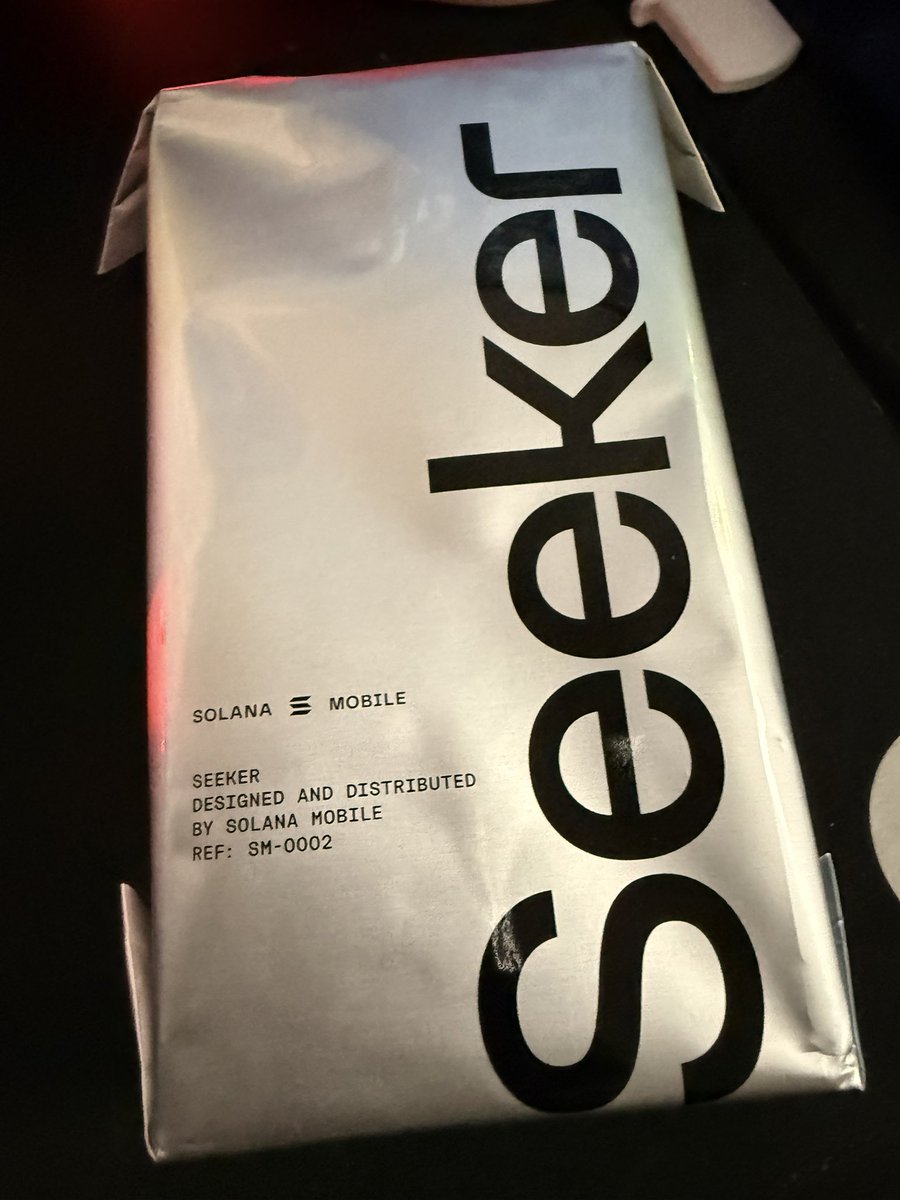 Seeker
SOLANA MOBILE
SEEKER
DESIGNED AND DISTRIBUTED
BY SOLANA MOBILE
REF: SM-0002